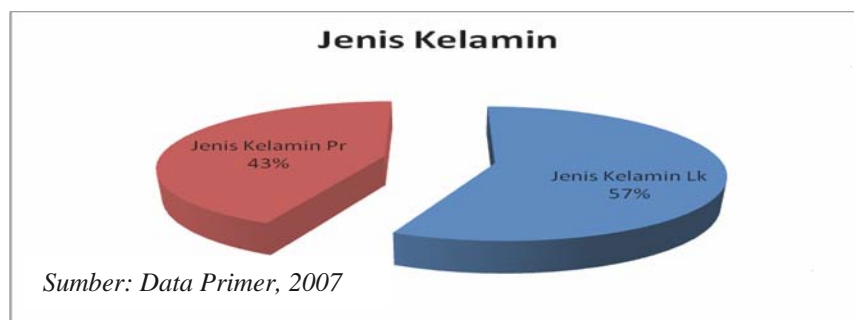 Jenis Kelamin
Jenis Kelamin Pr
43%
Jenis Kelamin Lk
57%
Sumber: Data Primer, 2007